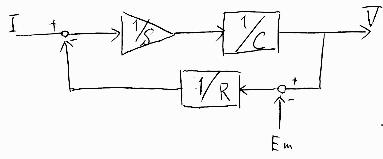 I + 1/S 1/C V
-
1/R + -
Em